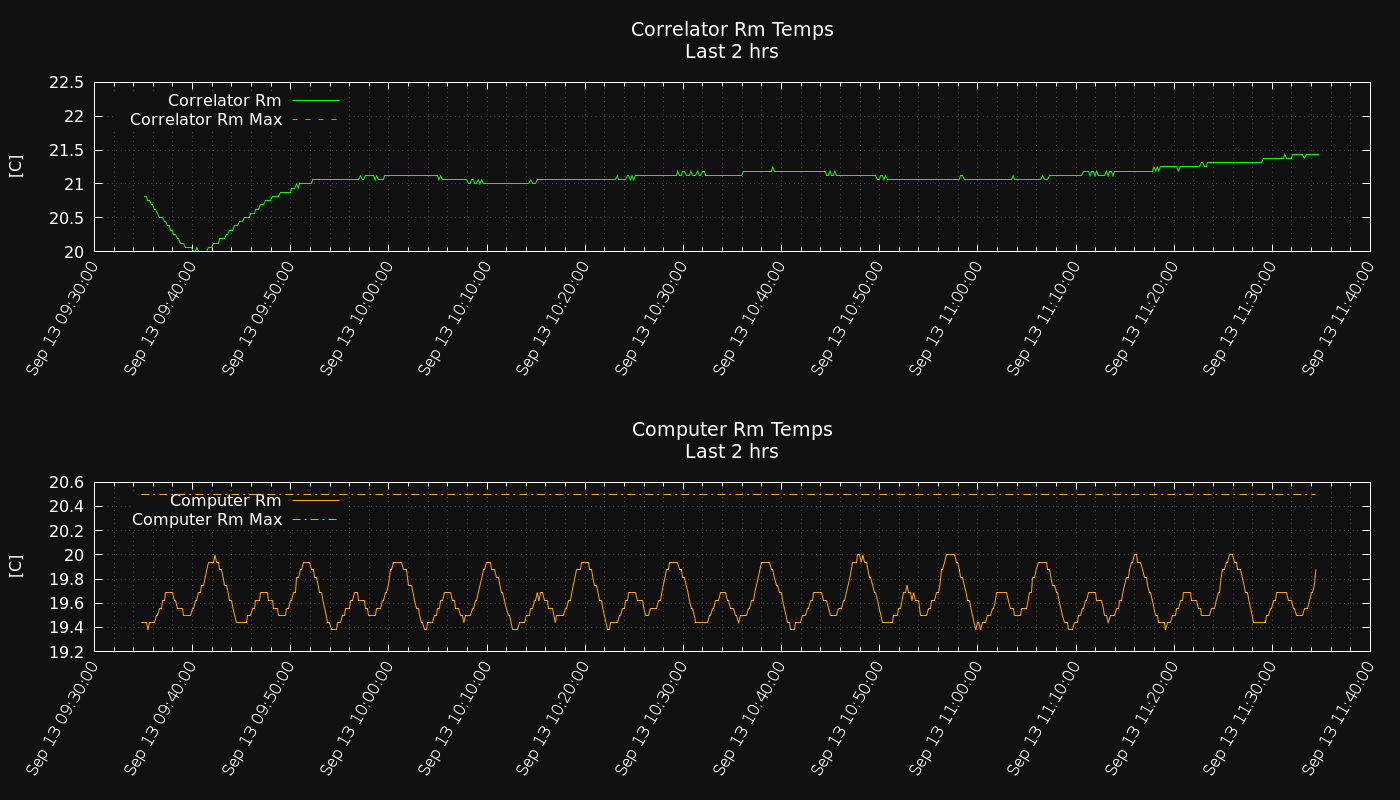 Correlator Rm Temps
Last 2 hrs
22.5
22
21.5
21
20.5
20
[C]
Correlator Rm
Correlator Rm Max
Sep 13 09:30:00
Sep 13 09:40:00
Sep 13 09:50:00
Sep 13 10:00:00
Sep 13 10:10:00
Sep 13 10:20:00
Sep 13 10:30:00
Sep 13 10:40:00
Sep 13 10:50:00
Sep 13 11:00:00
Sep 13 11:10:00
Sep 13 11:20:00
Sep 13 11:30:00
Sep 13 11:40:00
Computer Rm Temps
Last 2 hrs
20.6
20.4
20.2
20
19.8
19.6
19.4
19.2
[C]
Computer Rm
Computer Rm Max
Sep 13 09:30:00
Sep 13 09:40:00
Sep 13 09:50:00
Sep 13 10:00:00
Sep 13 10:10:00
Sep 13 10:20:00
Sep 13 10:30:00
Sep 13 10:40:00
Sep 13 10:50:00
Sep 13 11:00:00
Sep 13 11:10:00
Sep 13 11:20:00
Sep 13 11:30:00
Sep 13 11:40:00